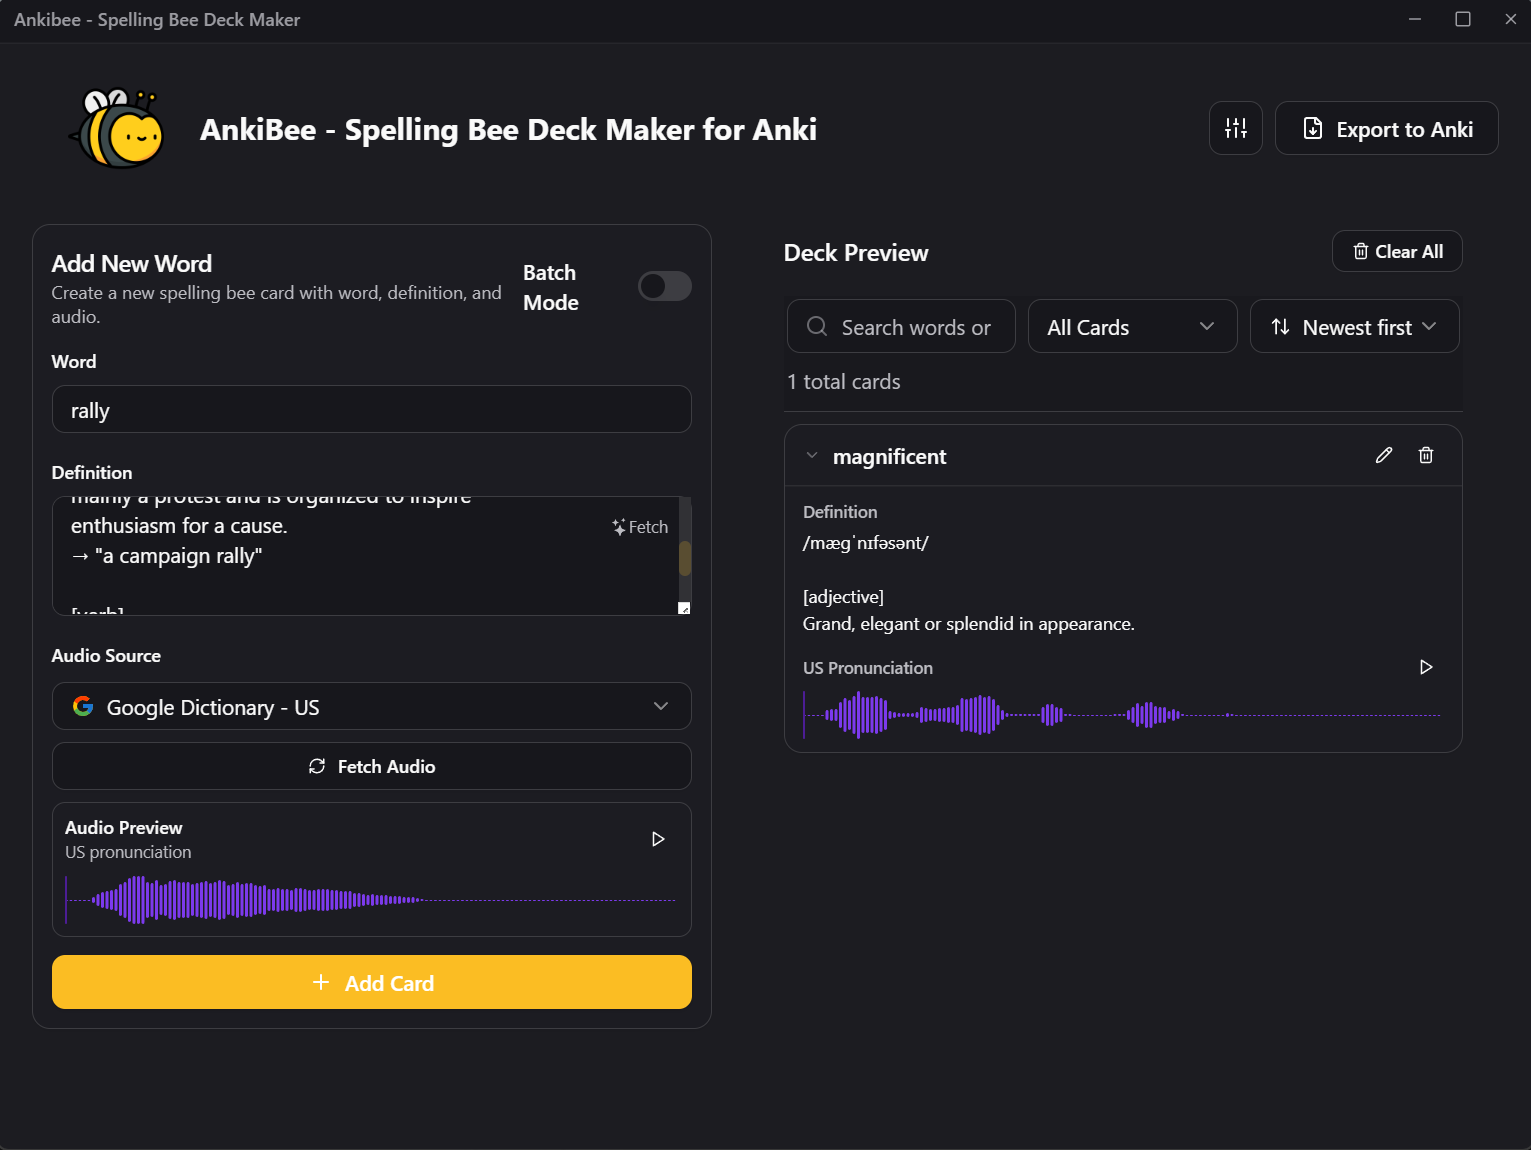 Ankibee - Spelling Bee Deck Maker
AnkiBee - Spelling Bee Deck Maker for Anki
Export to Anki
Add New Word
Create a new spelling bee card with word, definition, and
audio.
Batch
Mode
Word
rally
Definition
mainly a protest and is organized to inspire
enthusiasm for a cause.
→ "a campaign rally"
[verb]
Fetch
Audio Source
Google Dictionary - US
Fetch Audio
Audio Preview
US pronunciation
+ Add Card
Deck Preview
Clear All
Search words or
All Cards
Newest first
1 total cards
magnificent
Definition
/mæɡˈnɪfəsənt/
[adjective]
Grand, elegant or splendid in appearance.
US Pronunciation